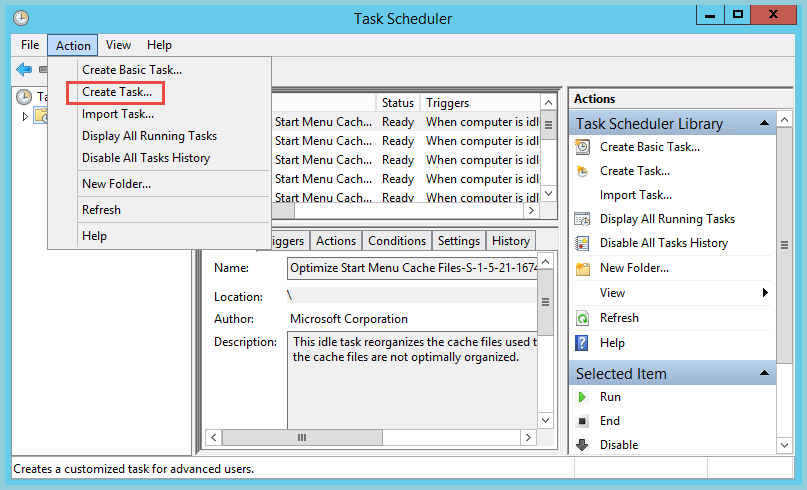 Task Scheduler
File Action View Help
Create Basic Task...
Create Task...
Import Task...
Display All Running Tasks
Disable All Tasks History
New Folder...
Refresh
Help
Status Triggers
Start Menu Cach... Ready When computer is idl
Start Menu Cach... Ready When computer is idl
Start Menu Cach... Ready When computer is idl
Start Menu Cach... Ready When computer is idl
Start Menu Cach... Ready When computer is idl
iggers Actions Conditions Settings History
Name: Optimize Start Menu Cache Files-S-1-5-21-1674
Location: \
Author: Microsoft Corporation
Description: This idle task reorganizes the cache files used t
the cache files are not optimally organized.
Actions
Task Scheduler Library
Create Basic Task...
Create Task...
Import Task...
Display All Running Tasks
Disable All Tasks History
New Folder...
View
Refresh
Help
Selected Item
Run
End
Disable
Creates a customized task for advanced users.